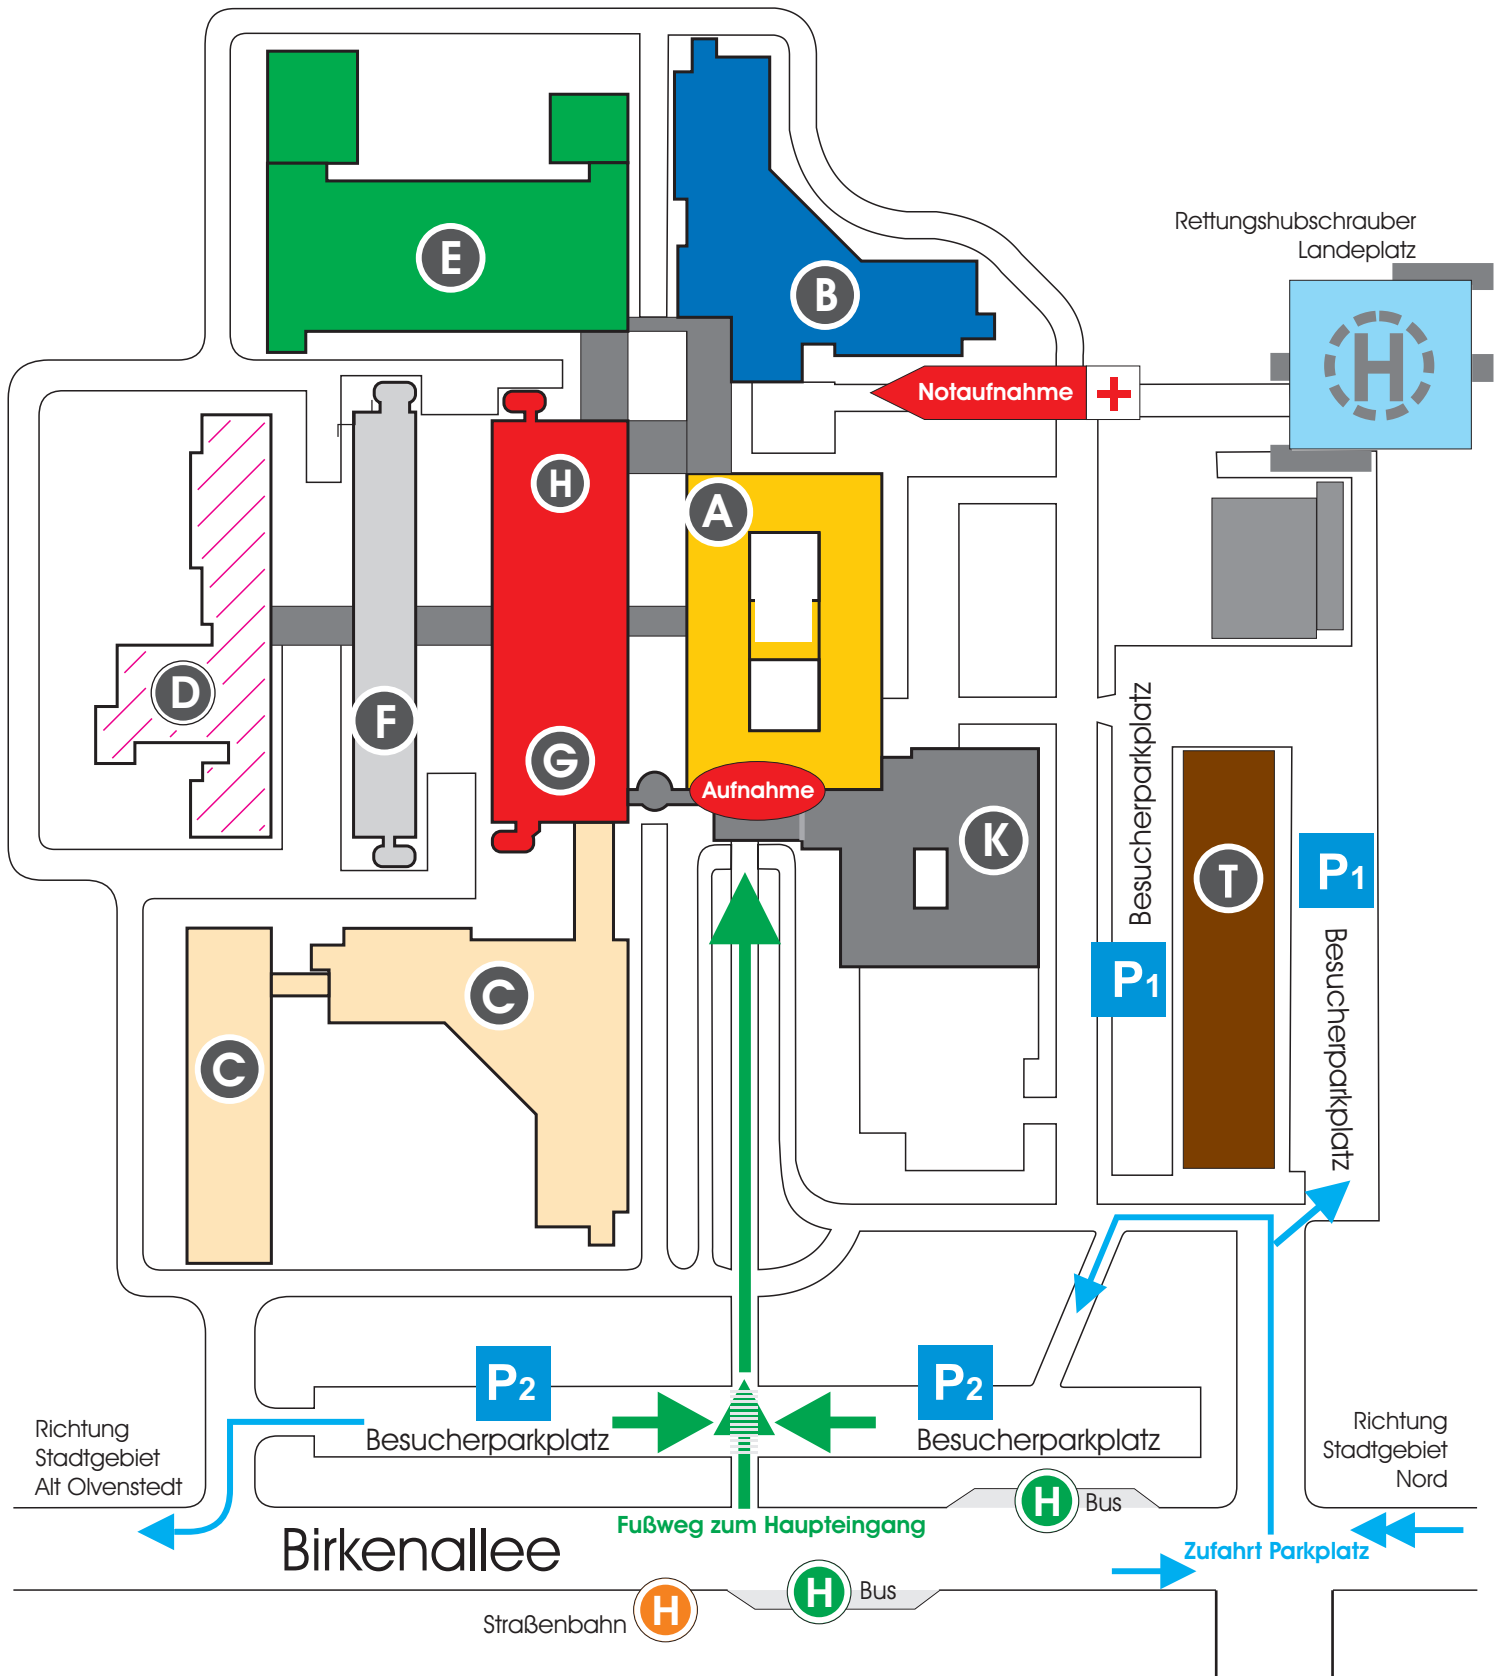 E
B
Rettungshubschrauber
Landeplatz
H
Notaufnahme
H
A
D
F
G
Aufnahme
K
Besucherparkplatz
T
P1
P1
Besucherparkplatz
C
C
P2
Besucherparkplatz
P2
Besucherparkplatz
Richtung
Stadtgebiet
Alt Olvenstedt
Richtung
Stadtgebiet
Nord
H Bus
Fußweg zum Haupteingang
Birkenallee
Zufahrt Parkplatz
H Bus
Straßenbahn H